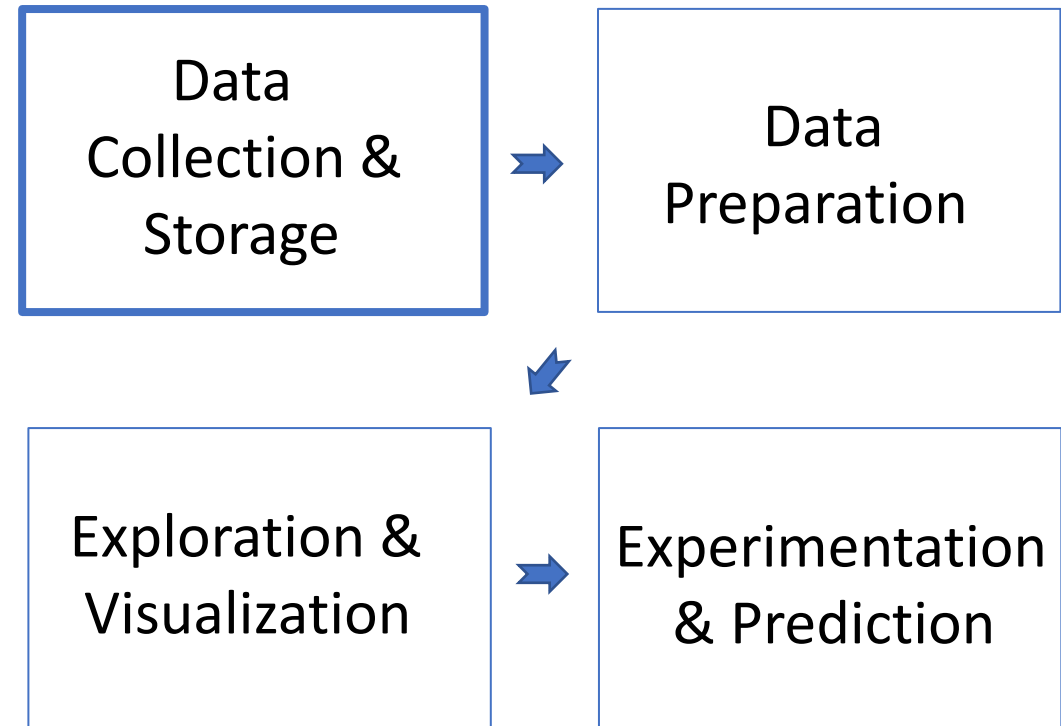 Data
Collection &
Storage
Data
Preparation
Exploration &
Visualization
Experimentation
& Prediction